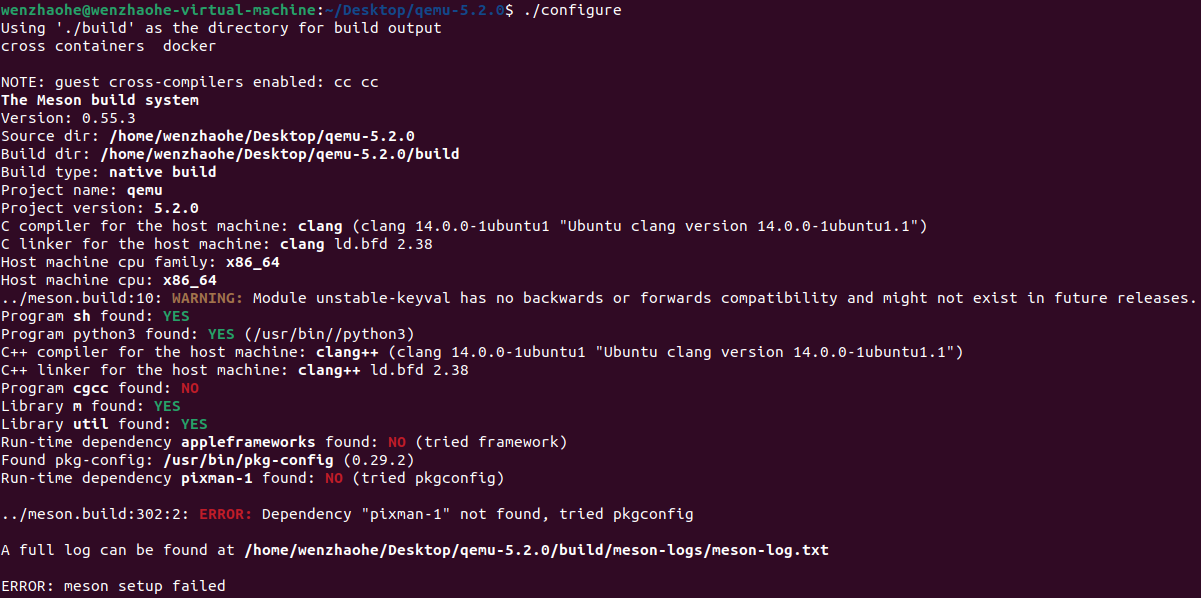 wenzhaohe@wenzhaohe-virtual-machine:~/Desktop/qemu-5.2.0$ ./configure
Using './build' as the directory for build output
cross containers  docker
NOTE: guest cross-compilers enabled: cc cc
The Meson build system
Version: 0.55.3
Source dir: /home/wenzhaohe/Desktop/qemu-5.2.0
Build dir: /home/wenzhaohe/Desktop/qemu-5.2.0/build
Build type: native build
Project name: qemu
Project version: 5.2.0
C compiler for the host machine: clang (clang 14.0.0-1ubuntu1 "Ubuntu clang version 14.0.0-1ubuntu1.1")
C linker for the host machine: clang ld.bfd 2.38
Host machine cpu family: x86_64
Host machine cpu: x86_64
../meson.build:10: WARNING: Module unstable-keyval has no backwards or forwards compatibility and might not exist in future releases.
Program sh found: YES
Program python3 found: YES (/usr/bin//python3)
C++ compiler for the host machine: clang++ (clang 14.0.0-1ubuntu1 "Ubuntu clang version 14.0.0-1ubuntu1.1")
C++ linker for the host machine: clang++ ld.bfd 2.38
Program cgcc found: NO
Library m found: YES
Library util found: YES
Run-time dependency appleframeworks found: NO (tried framework)
Found pkg-config: /usr/bin/pkg-config (0.29.2)
Run-time dependency pixman-1 found: NO (tried pkgconfig)
../meson.build:302:2: ERROR: Dependency "pixman-1" not found, tried pkgconfig
A full log can be found at /home/wenzhaohe/Desktop/qemu-5.2.0/build/meson-logs/meson-log.txt
ERROR: meson setup failed